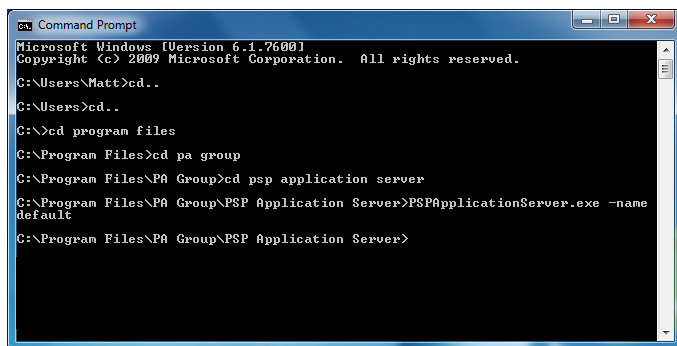 Command Prompt
Microsoft Windows [Version 6.1.7600]
Copyright (c) 2009 Microsoft Corporation.  All rights reserved.
C:\Users\Matt>cd..
C:\Users>cd..
C:\>cd program files
C:\Program Files>cd pa group
C:\Program Files\PA Group>cd psp application server
C:\Program Files\PA Group\PSP Application Server>PSPApplicationServer.exe -name
default
C:\Program Files\PA Group\PSP Application Server>